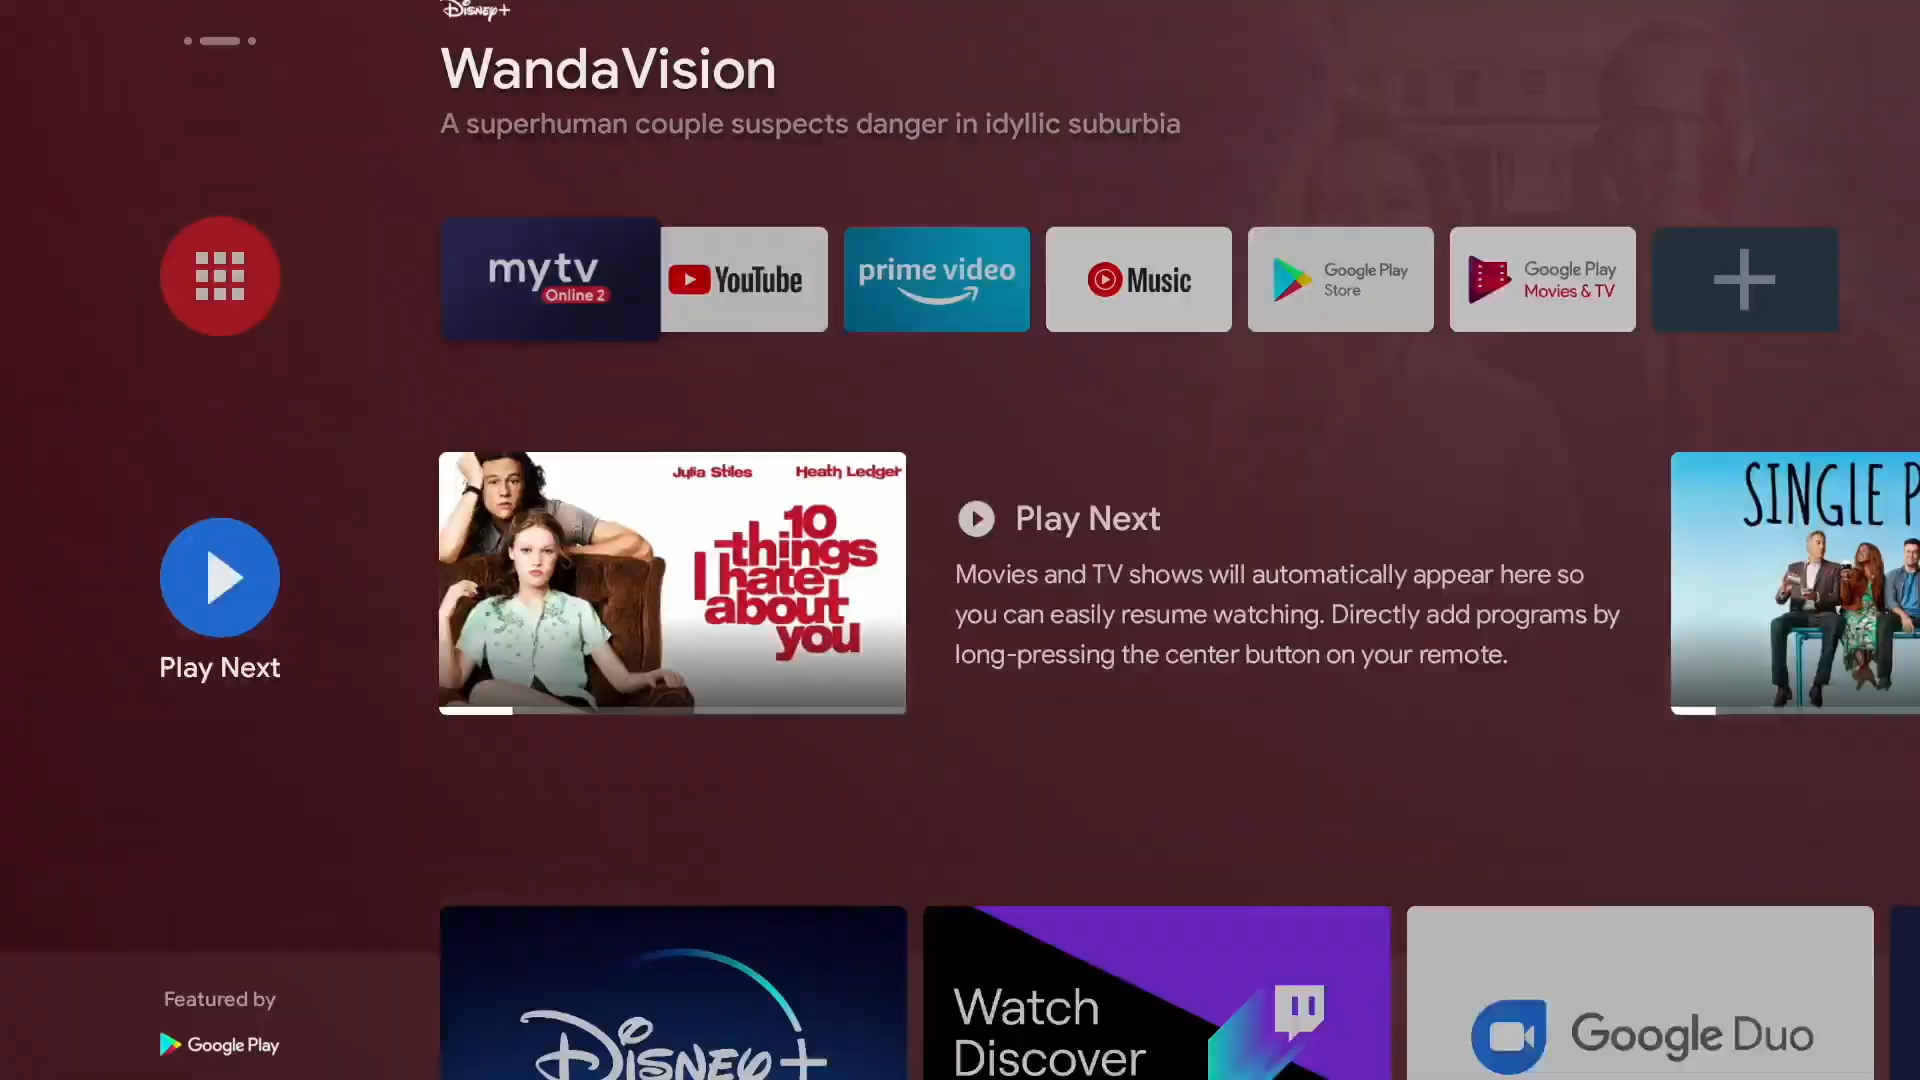 Disney+
WandaVision
A superhuman couple suspects danger in idyllic suburbia
mytv
Online 2
YouTube
prime video
Music
Google Play
Store
Google Play
Movies & TV
Julia Stiles Heath Ledger
10
things
I hate
about
you
Play Next
Movies and TV shows will automatically appear here so
you can easily resume watching. Directly add programs by
long-pressing the center button on your remote.
SINGLE
Play Next
Featured by
Google Play
Disney+
Watch
Discover
Google Duo